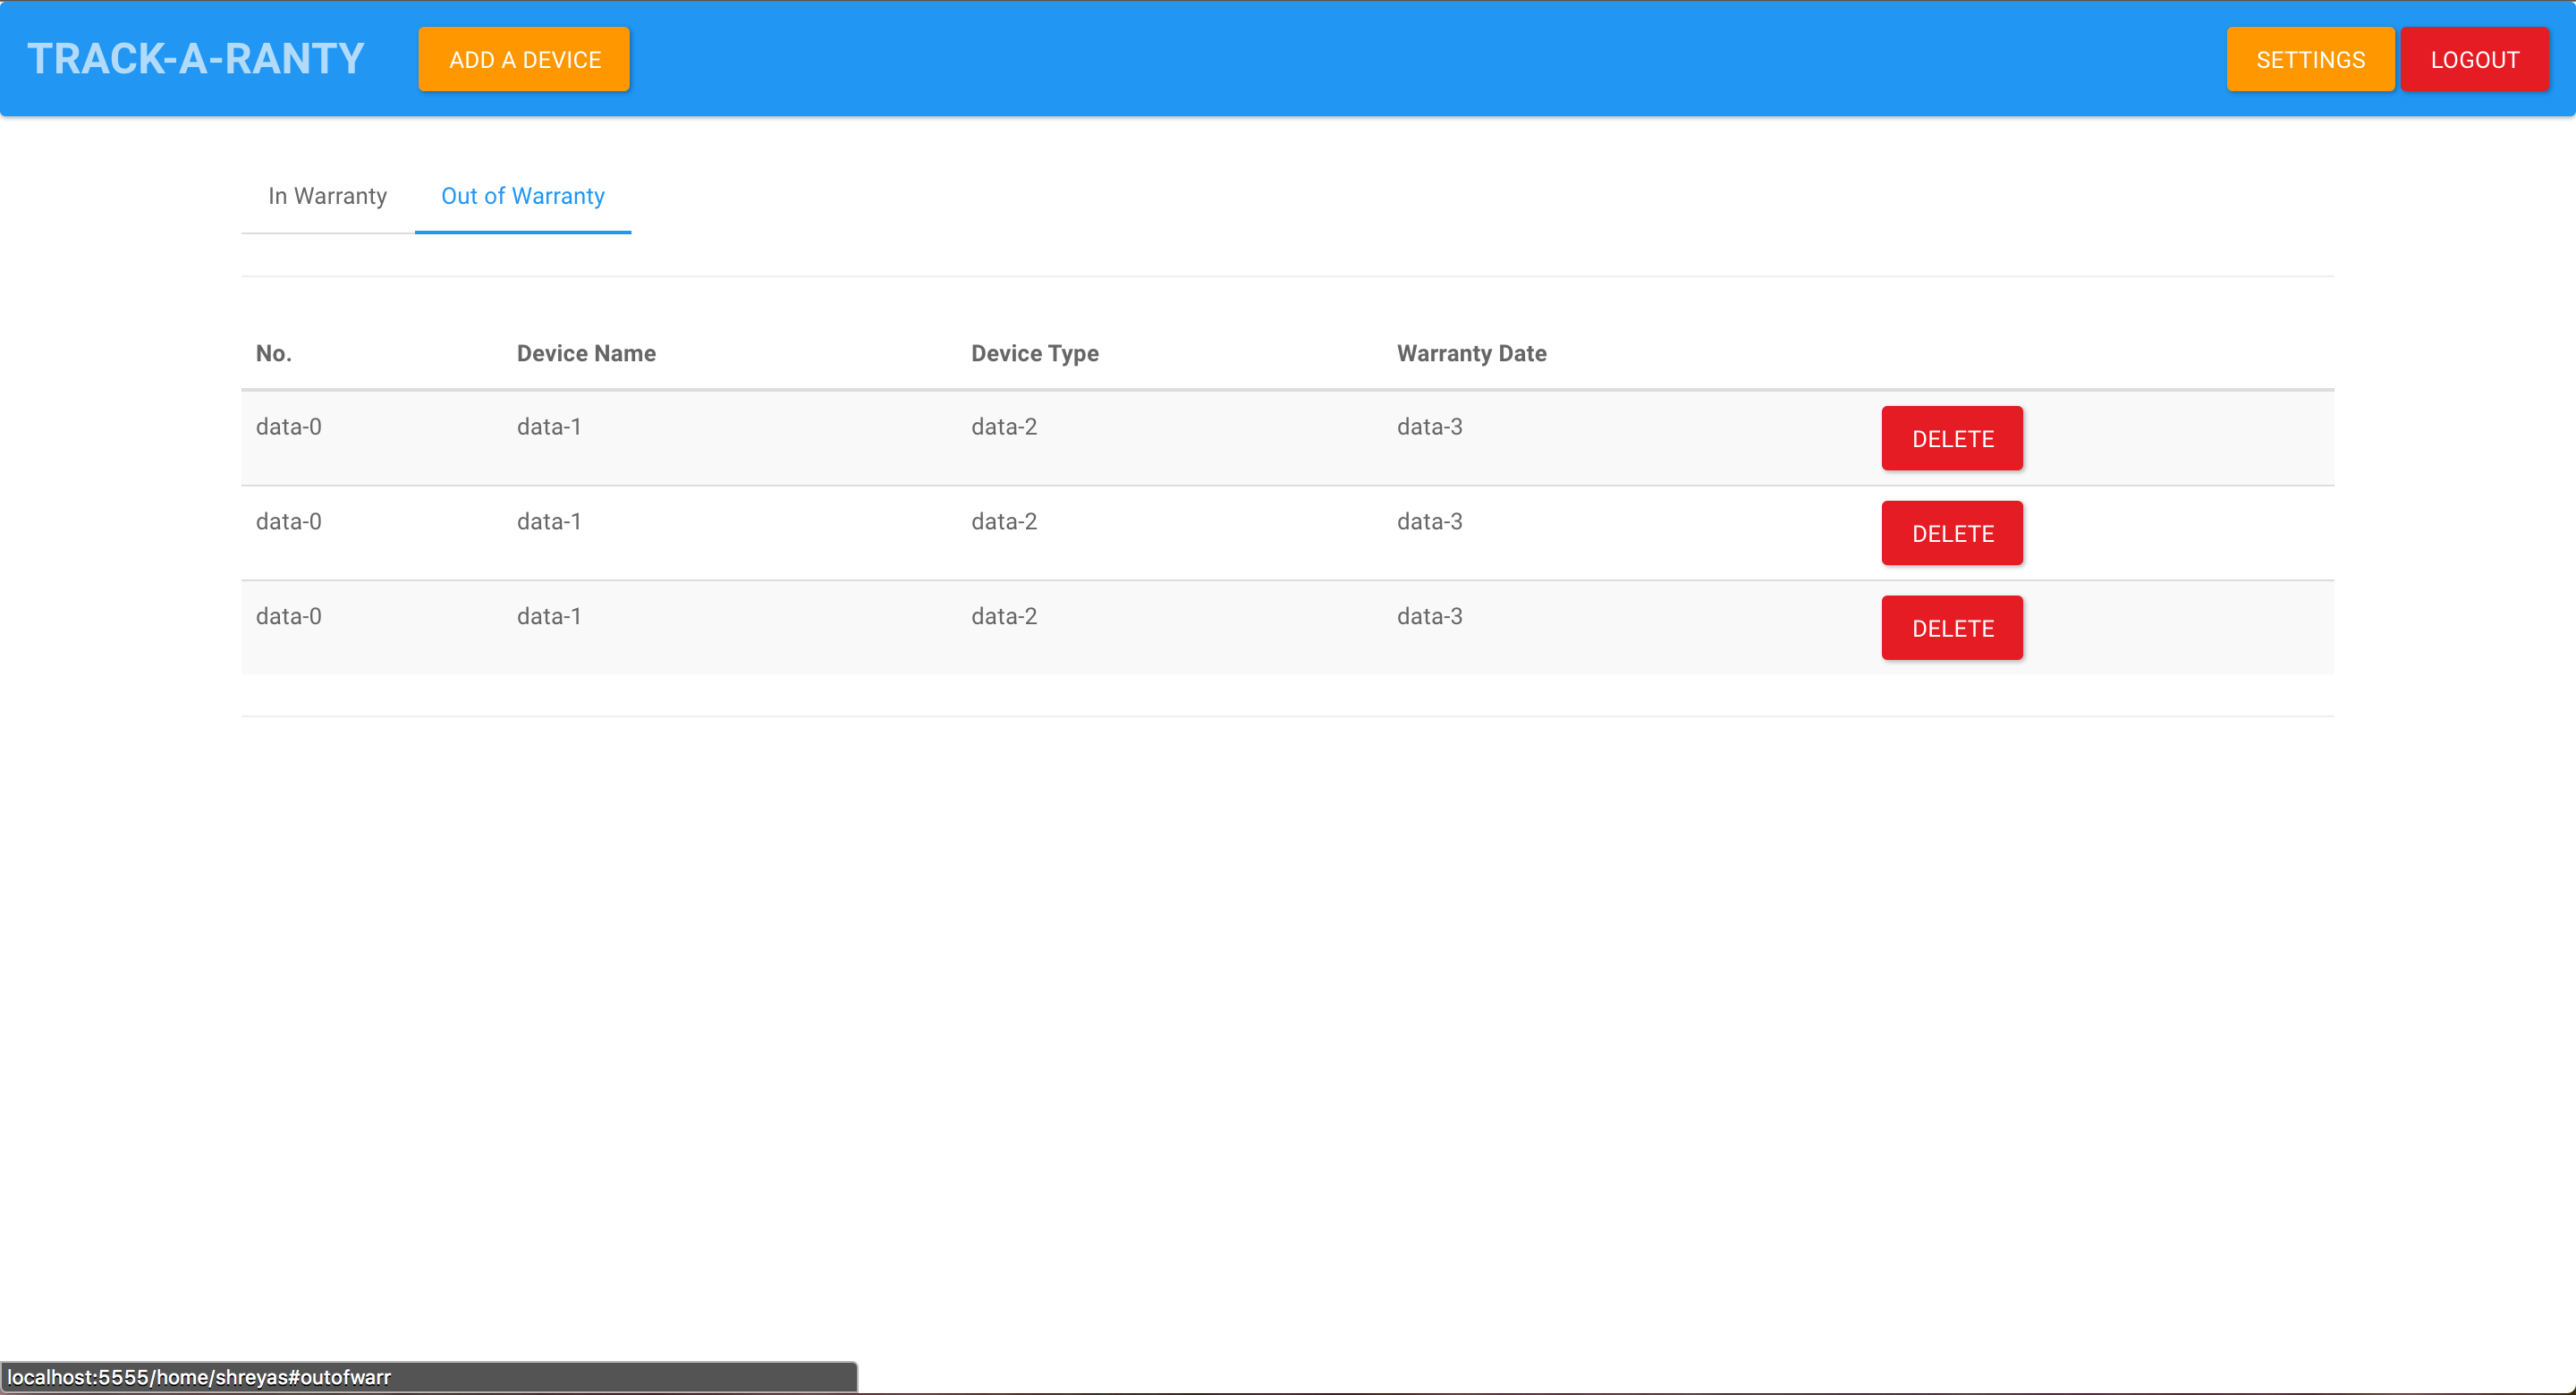 TRACK-A-RANTY ADD A DEVICE SETTINGS LOGOUT
In Warranty Out of Warranty
No. Device Name Device Type Warranty Date
data-0 data-1 data-2 data-3 DELETE
data-0 data-1 data-2 data-3 DELETE
data-0 data-1 data-2 data-3 DELETE
localhost:5555/home/shreyas#outofwarr